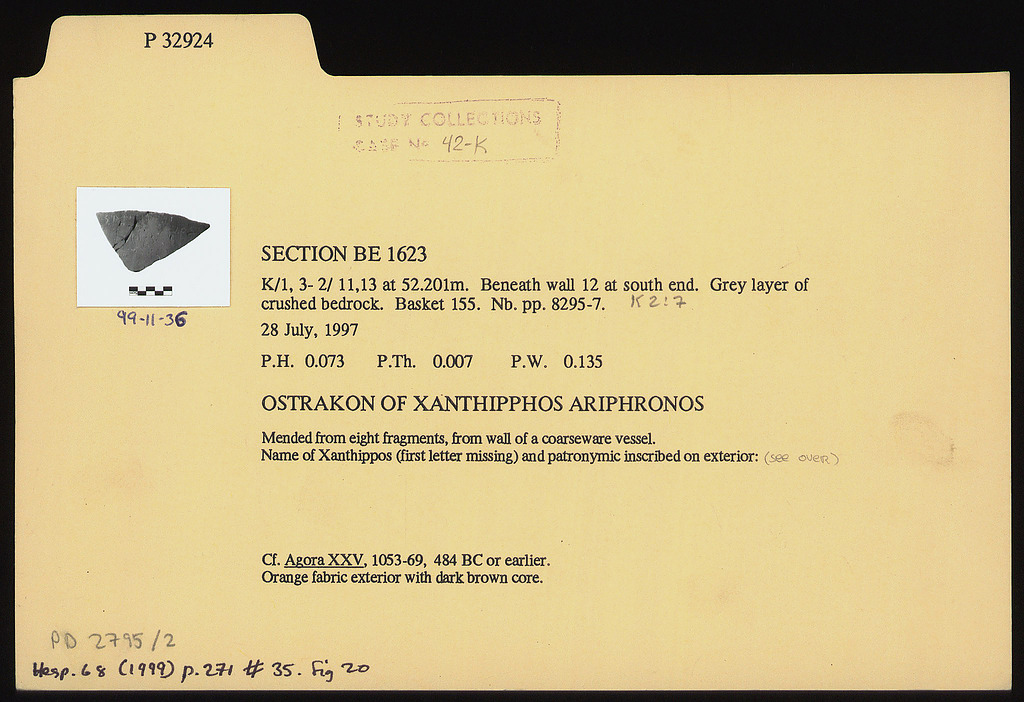 P 32924
STUDY COLLECTIONS
CASE No 42-K
99-11-36
SECTION BE 1623
K/1, 3- 2/ 11,13 at 52.201m. Beneath wall 12 at south end. Grey layer of
crushed bedrock. Basket 155. Nb. pp. 8295-7. K 2:7
28 July, 1997
P.H. 0.073 P.Th. 0.007 P.W. 0.135
OSTRAKON OF XANTHIPPHOS ARIPHRONOS
Mended from eight fragments, from wall of a coarseware vessel.
Name of Xanthippos (first letter missing) and patronymic inscribed on exterior: (see over)
Cf. Agora XXV, 1053-69, 484 BC or earlier.
Orange fabric exterior with dark brown core.
PD 2795/2
Hesp. 68 (1999) p. 271 # 35. Fig 20